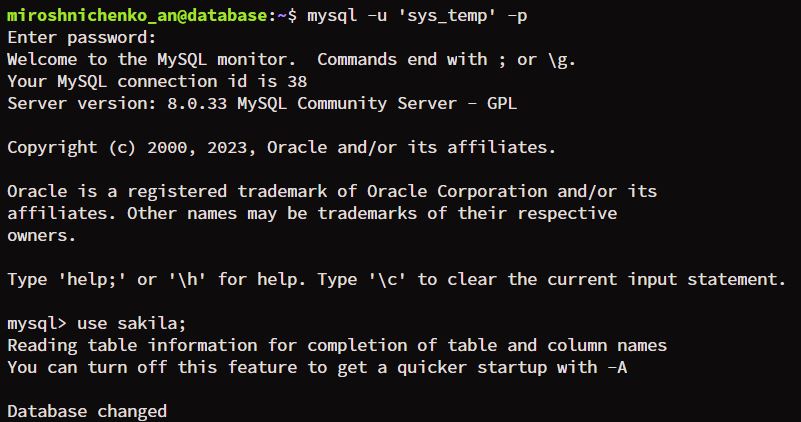 miroshnichenko_an@database:~$ mysql -u 'sys_temp' -p
Enter password:
Welcome to the MySQL monitor.  Commands end with ; or \g.
Your MySQL connection id is 38
Server version: 8.0.33 MySQL Community Server - GPL

Copyright (c) 2000, 2023, Oracle and/or its affiliates.

Oracle is a registered trademark of Oracle Corporation and/or its
affiliates. Other names may be trademarks of their respective
owners.

Type 'help;' or '\h' for help. Type '\c' to clear the current input statement.

mysql> use sakila;
Reading table information for completion of table and column names
You can turn off this feature to get a quicker startup with -A

Database changed